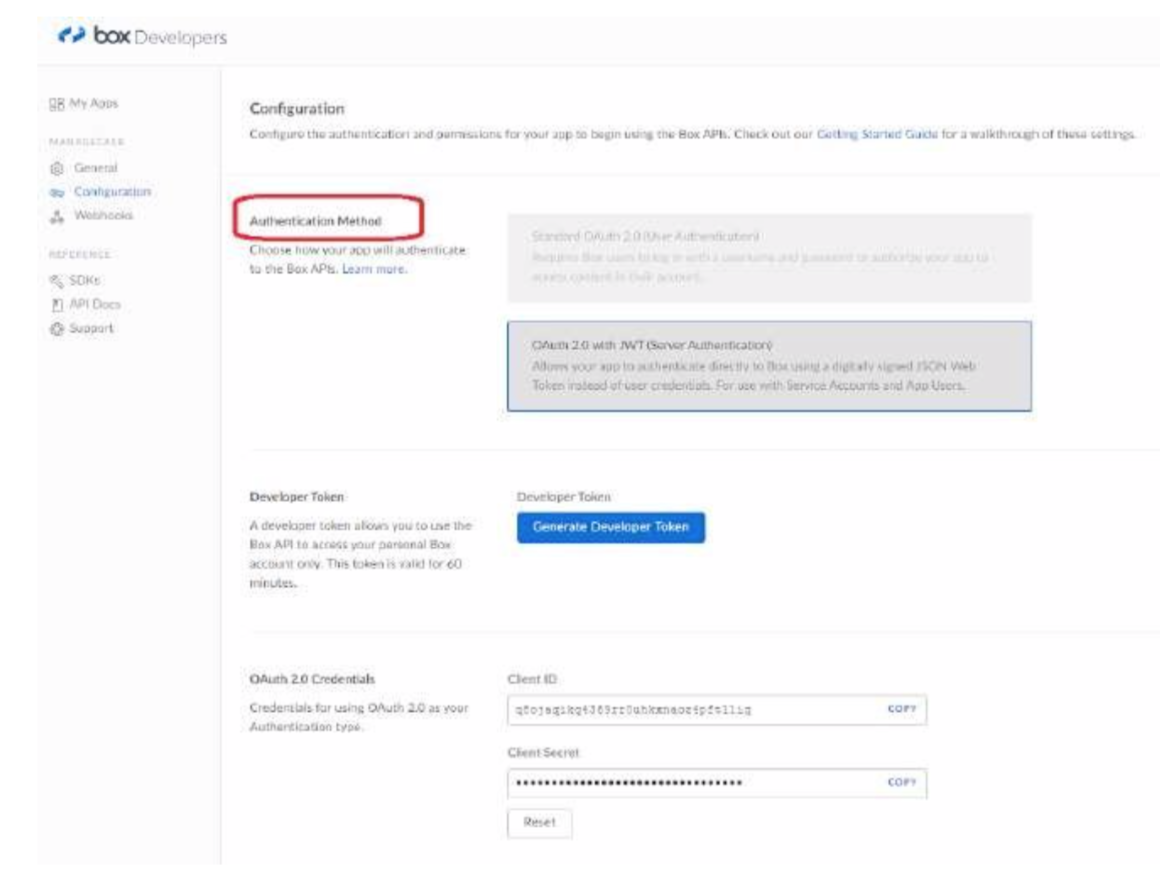 box Developers
My Apps
General
Configuration
Webhooks
REFERENCE
SDKs
API Docs
Support
Configuration
Configure the authentication and permissions for your app to begin using the Box APIs. Check out our Getting Started Guide for a walkthrough of these settings.
Authentication Method
Choose how your app will authenticate
to the Box APIs. Learn more.
Standard OAuth 2.0 (User Authentication)
Requires Box users to log in with a username and password to authorize your app to
access content in their account.
OAuth 2.0 with JWT (Server Authentication)
Allows your app to authenticate directly to Box using a digitally signed JSON Web
Token instead of user credentials. For use with Service Accounts and App Users.
Developer Token
A developer token allows you to use the
Box API to access your personal Box
account only. This token is valid for 60
minutes.
Developer Token
Generate Developer Token
OAuth 2.0 Credentials
Credentials for using OAuth 2.0 as your
Authentication type.
Client ID
COPY
Client Secret
••••••••••••••••••••••••••••••••
COPY
Reset